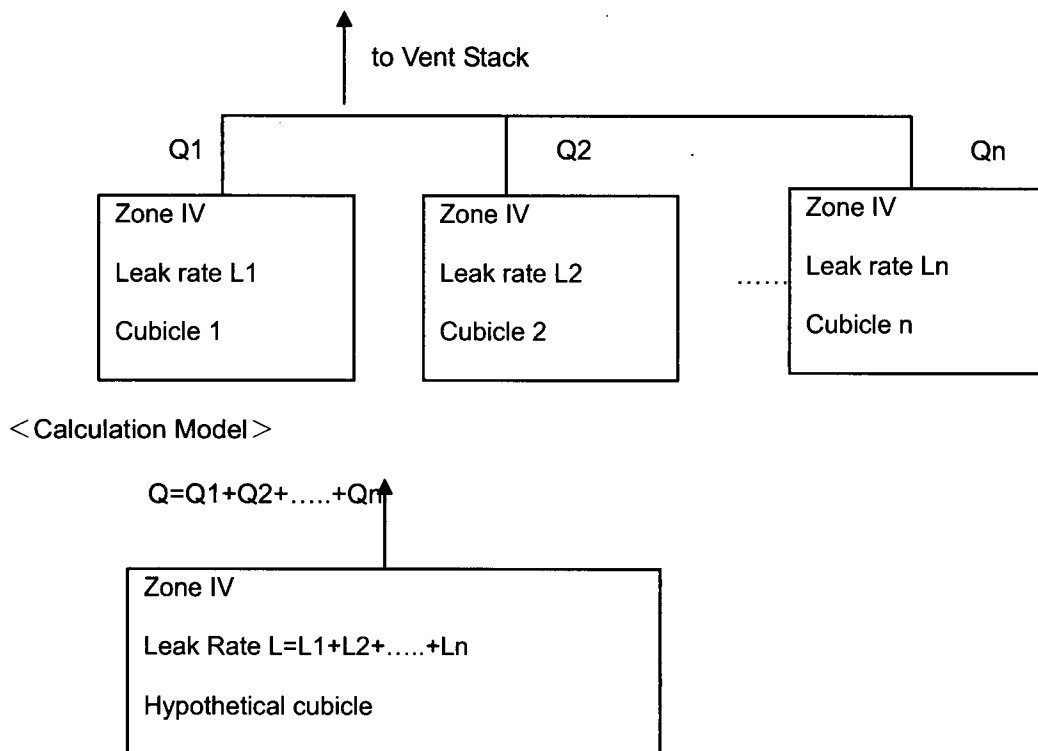 to Vent Stack
Q1
Q2
Qn
Zone IV
Leak rate L1
Cubicle 1
Zone IV
Leak rate L2
Cubicle 2
......
Zone IV
Leak rate Ln
Cubicle n
<Calculation Model>
Q=Q1+Q2+.....+Qn
Zone IV
Leak Rate L=L1+L2+.....+Ln
Hypothetical cubicle